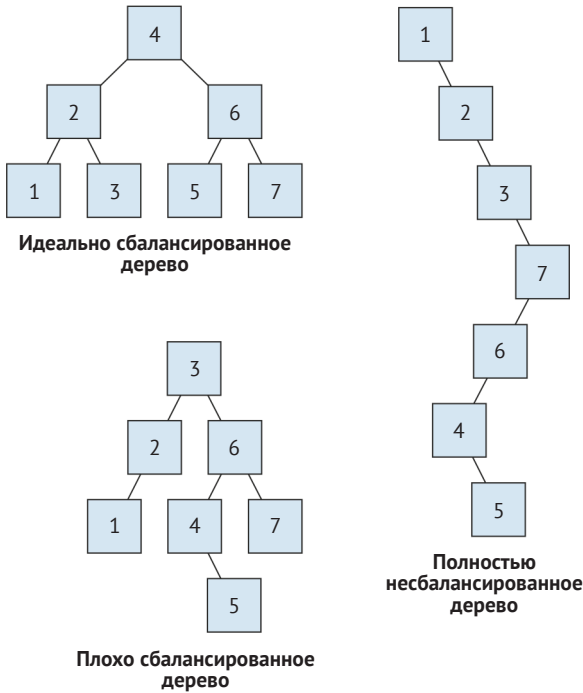 4
2 6
1 3 5 7
Идеально сбалансированное
дерево
3
2 6
1 4 7
5
Плохо сбалансированное
дерево
1
2
3
7
6
4
5
Полностью
несбалансированное
дерево